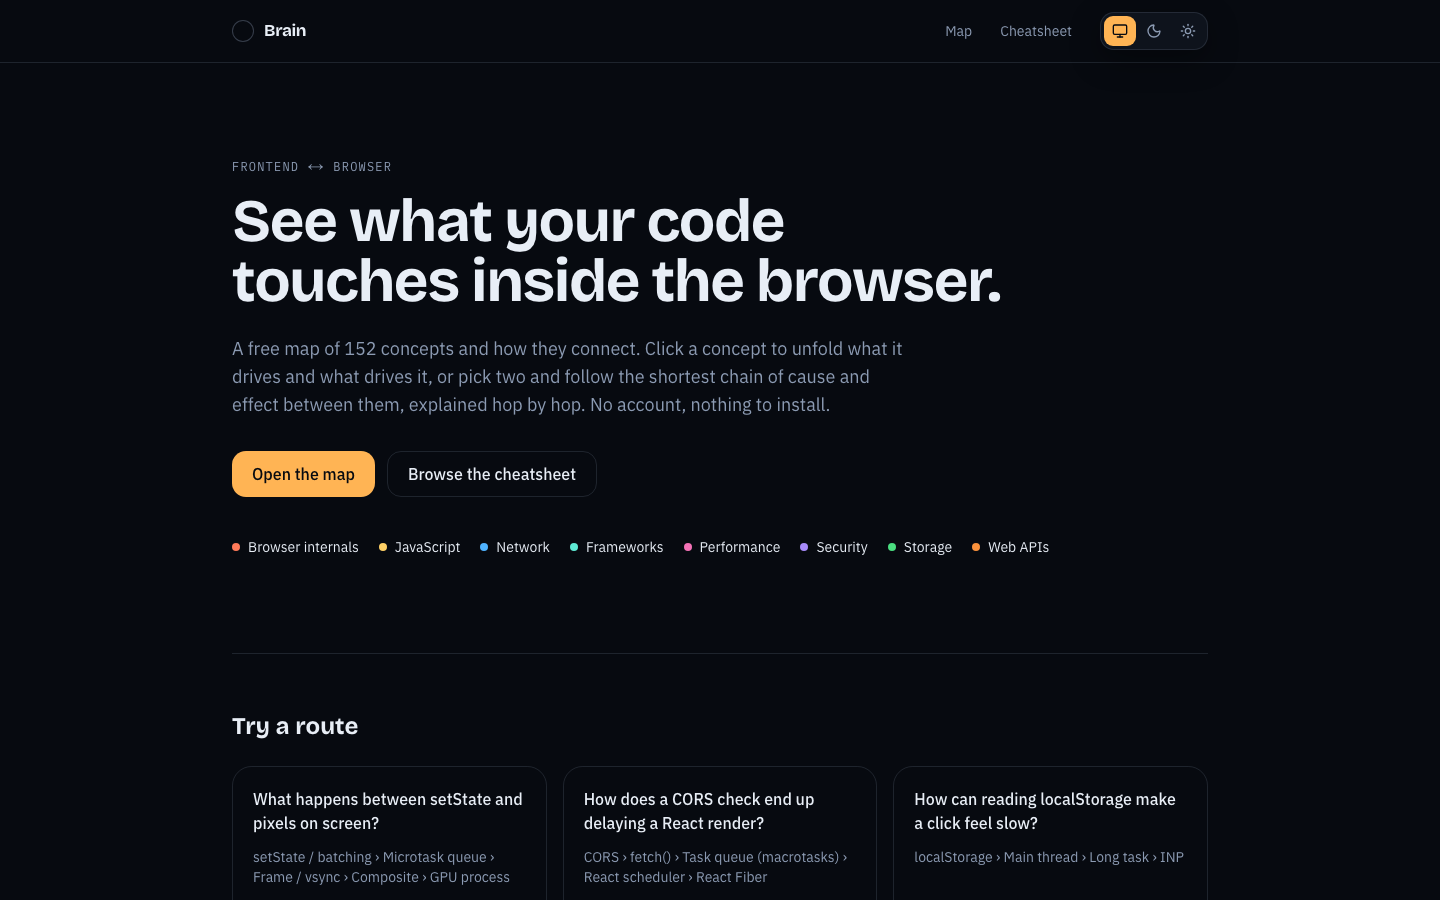 Brain
Map
Cheatsheet
FRONTEND ↔ BROWSER
See what your code
touches inside the browser.
A free map of 152 concepts and how they connect. Click a concept to unfold what it
drives and what drives it, or pick two and follow the shortest chain of cause and
effect between them, explained hop by hop. No account, nothing to install.
Open the map
Browse the cheatsheet
Browser internals
JavaScript
Network
Frameworks
Performance
Security
Storage
Web APIs
Try a route
What happens between setState and
pixels on screen?
setState / batching › Microtask queue ›
Frame / vsync › Composite › GPU process
How does a CORS check end up
delaying a React render?
CORS › fetch() › Task queue (macrotasks) ›
React scheduler › React Fiber
How can reading localStorage make
a click feel slow?
localStorage › Main thread › Long task › INP